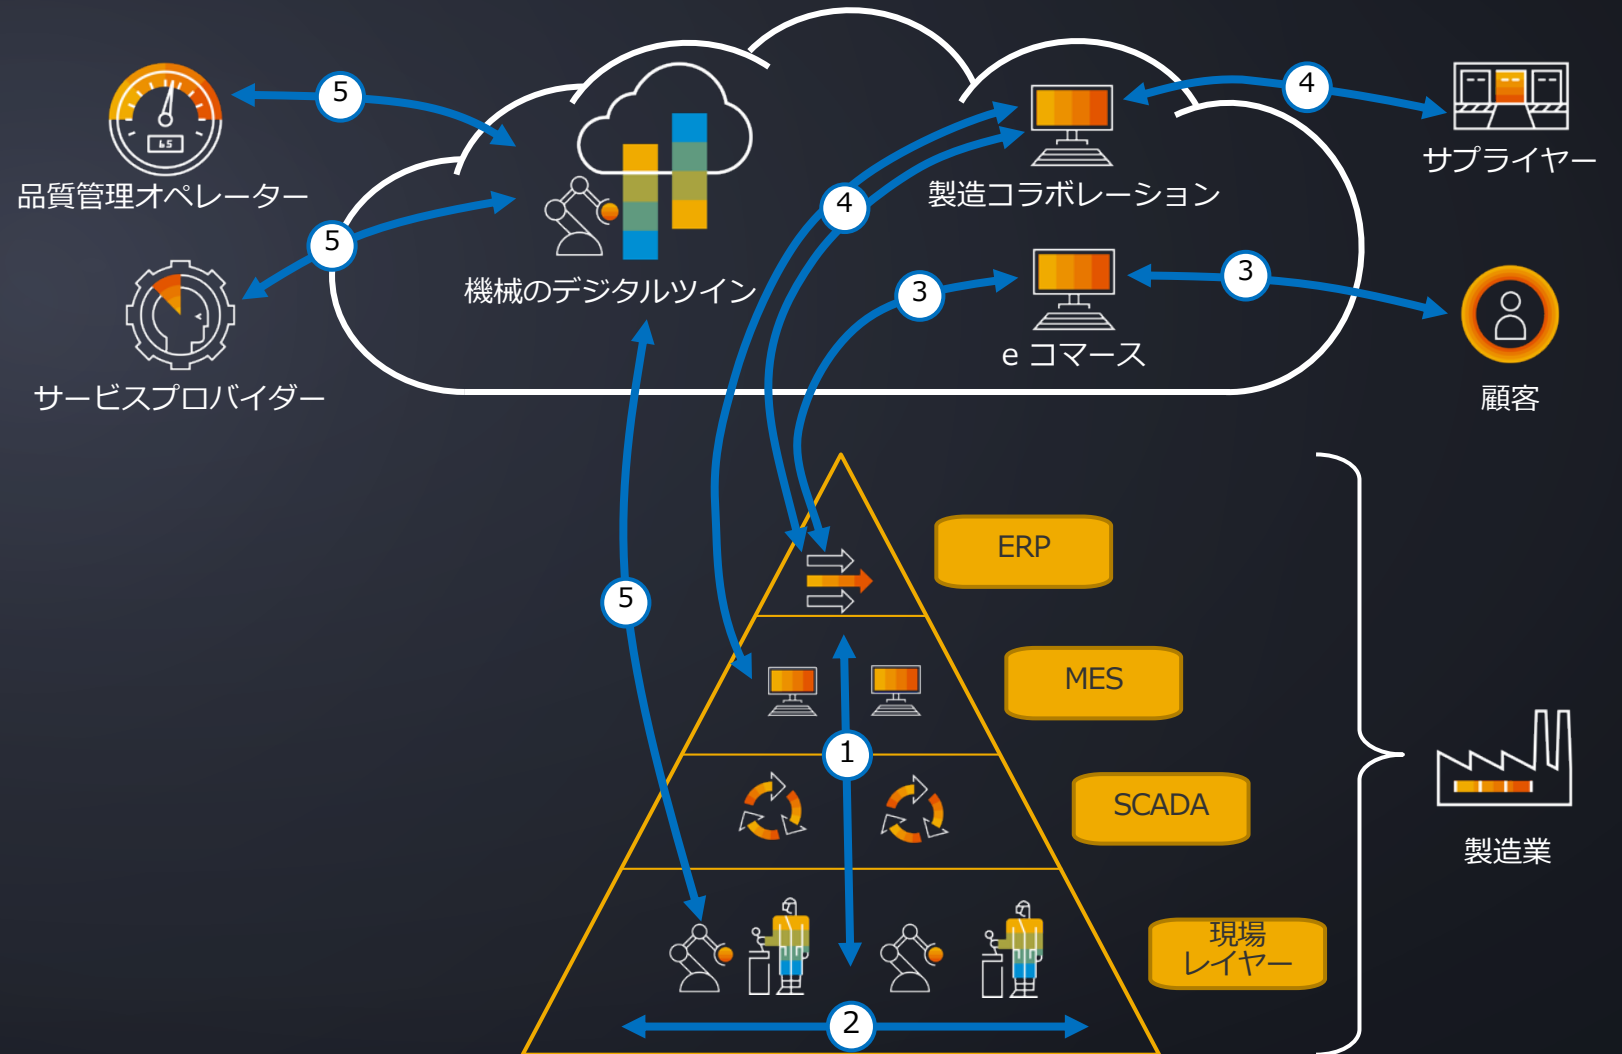 5
4
サプライヤー
65
品質管理オペレーター
製造コラボレーション
4
5
3
3
機械のデジタルツイン
e コマース
サービスプロバイダー
顧客
ERP
5
MES
1
SCADA
製造業
現場
レイヤー
2